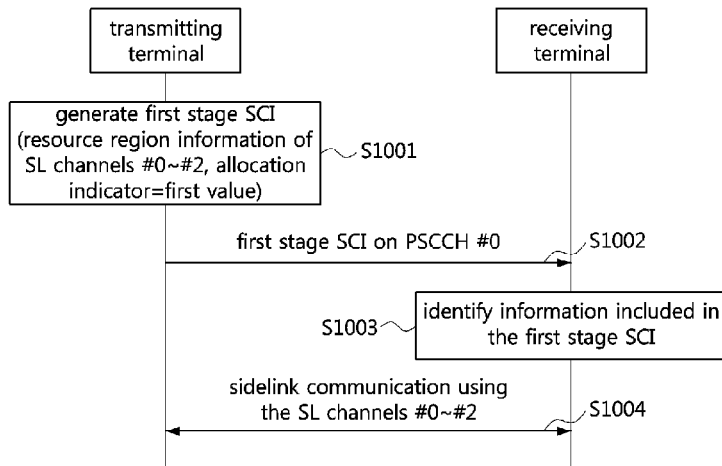 transmitting
terminal
receiving
terminal
generate first stage SCI
(resource region information of
SL channels #0~#2, allocation
indicator=first value)
S1001
first stage SCI on PSCCH #0
S1002
identify information included in
the first stage SCI
S1003
sidelink communication using
the SL channels #0~#2
S1004